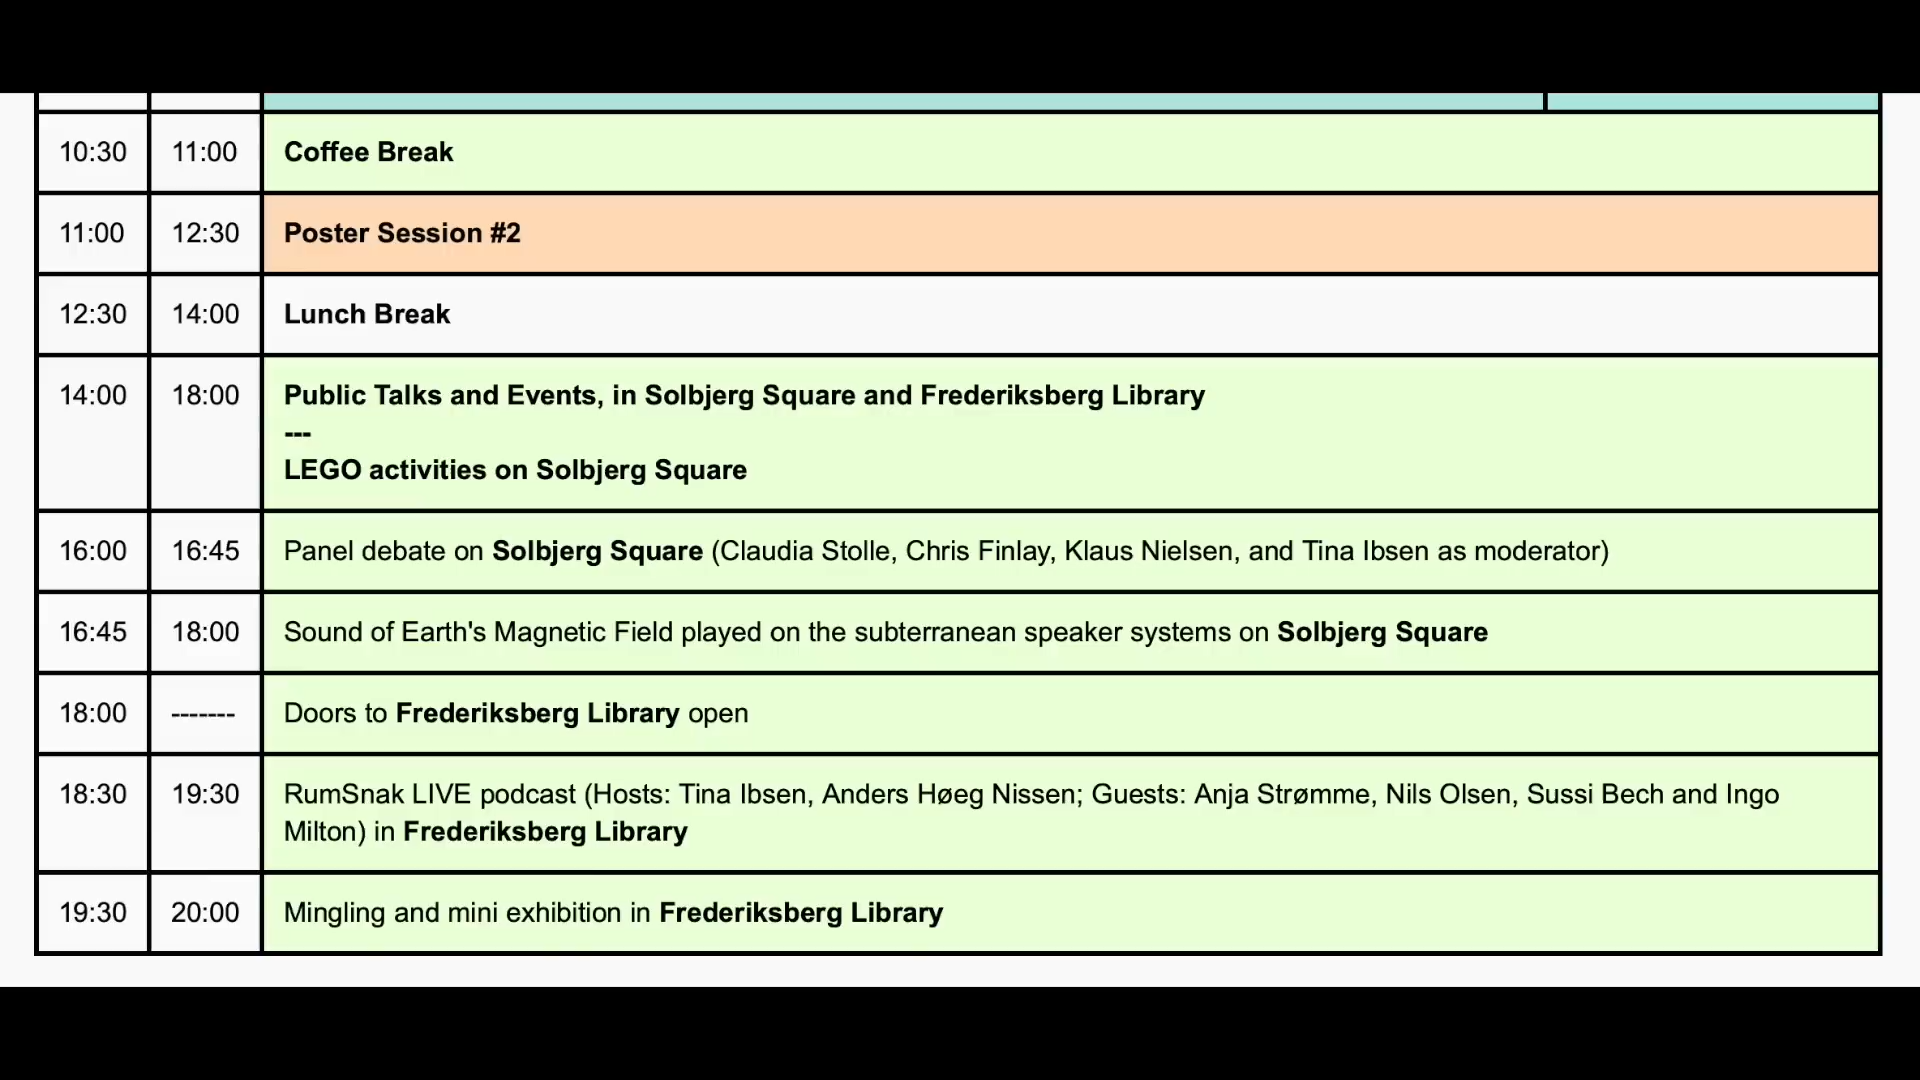 10:30 11:00 Coffee Break
11:00 12:30 Poster Session #2
12:30 14:00 Lunch Break
14:00 18:00 Public Talks and Events, in Solbjerg Square and Frederiksberg Library
---
LEGO activities on Solbjerg Square
16:00 16:45 Panel debate on Solbjerg Square (Claudia Stolle, Chris Finlay, Klaus Nielsen, and Tina Ibsen as moderator)
16:45 18:00 Sound of Earth's Magnetic Field played on the subterranean speaker systems on Solbjerg Square
18:00 ------- Doors to Frederiksberg Library open
18:30 19:30 RumSnak LIVE podcast (Hosts: Tina Ibsen, Anders Høeg Nissen; Guests: Anja Strømme, Nils Olsen, Sussi Bech and Ingo
Milton) in Frederiksberg Library
19:30 20:00 Mingling and mini exhibition in Frederiksberg Library